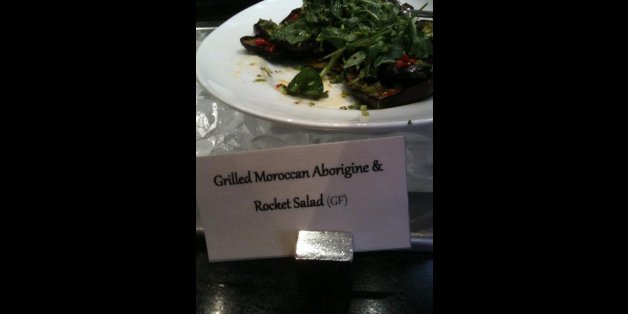 Grilled Moroccan Aborigine &
Rocket Salad (GF)